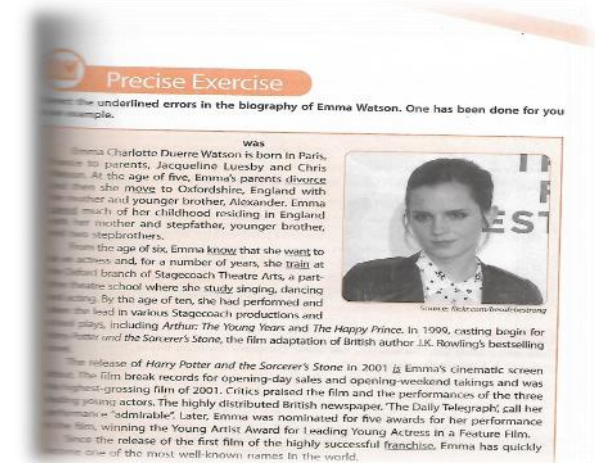 Precise Exercise
the underlined errors in the biography of Emma Watson. One has been done for you
example.
was
Emma Charlotte Duerre Watson is born in Paris,
to parents, Jacqueline Luesby and Chris
At the age of five, Emma's parents divorce
then she move to Oxfordshire, England with
mother and younger brother, Alexander. Emma
much of her childhood residing in England
her mother and stepfather, younger brother,
stepbrothers.
From the age of six, Emma know that she want to
actress and, for a number of years, she train at
Oxford branch of Stagecoach Theatre Arts, a part-
theatre school where she study singing, dancing
acting. By the age of ten, she had performed and
the lead in various Stagecoach productions and
plays, including Arthur: The Young Years and The Happy Prince. In 1999, casting begin for
Potter and the Sorcerer's Stone, the film adaptation of British author J.K. Rowling's bestselling
The release of Harry Potter and the Sorcerer's Stone in 2001 is Emma's cinematic screen
The film break records for opening-day sales and opening-weekend takings and was
highest-grossing film of 2001. Critics praised the film and the performances of the three
young actors. The highly distributed British newspaper, 'The Daily Telegraph', call her
"admirable". Later, Emma was nominated for five awards for her performance
the film, winning the Young Artist Award for Leading Young Actress in a Feature Film.
Since the release of the first film of the highly successful franchise, Emma has quickly
one of the most well-known names in the world.
EST
Source: flickr.com/